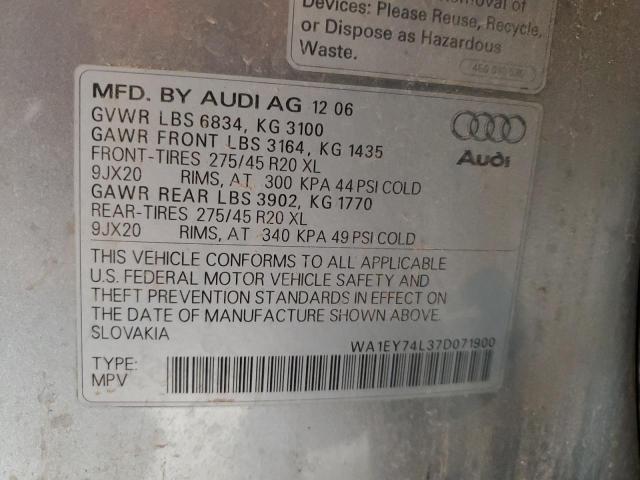 Devices: Please Reuse, Recycle,
or Dispose as Hazardous
Waste.
MFD. BY AUDI AG 12 06
GVWR LBS 6834, KG 3100
GAWR FRONT LBS 3164, KG 1435
FRONT-TIRES 275/45 R20 XL
9JX20 RIMS, AT 300 KPA 44 PSI COLD
GAWR REAR LBS 3902, KG 1770
REAR-TIRES 275/45 R20 XL
9JX20 RIMS, AT 340 KPA 49 PSI COLD
Audi
THIS VEHICLE CONFORMS TO ALL APPLICABLE
U.S. FEDERAL MOTOR VEHICLE SAFETY AND
THEFT PREVENTION STANDARDS IN EFFECT ON
THE DATE OF MANUFACTURE SHOWN ABOVE.
SLOVAKIA
WA1EY74L37D071900
TYPE:
MPV